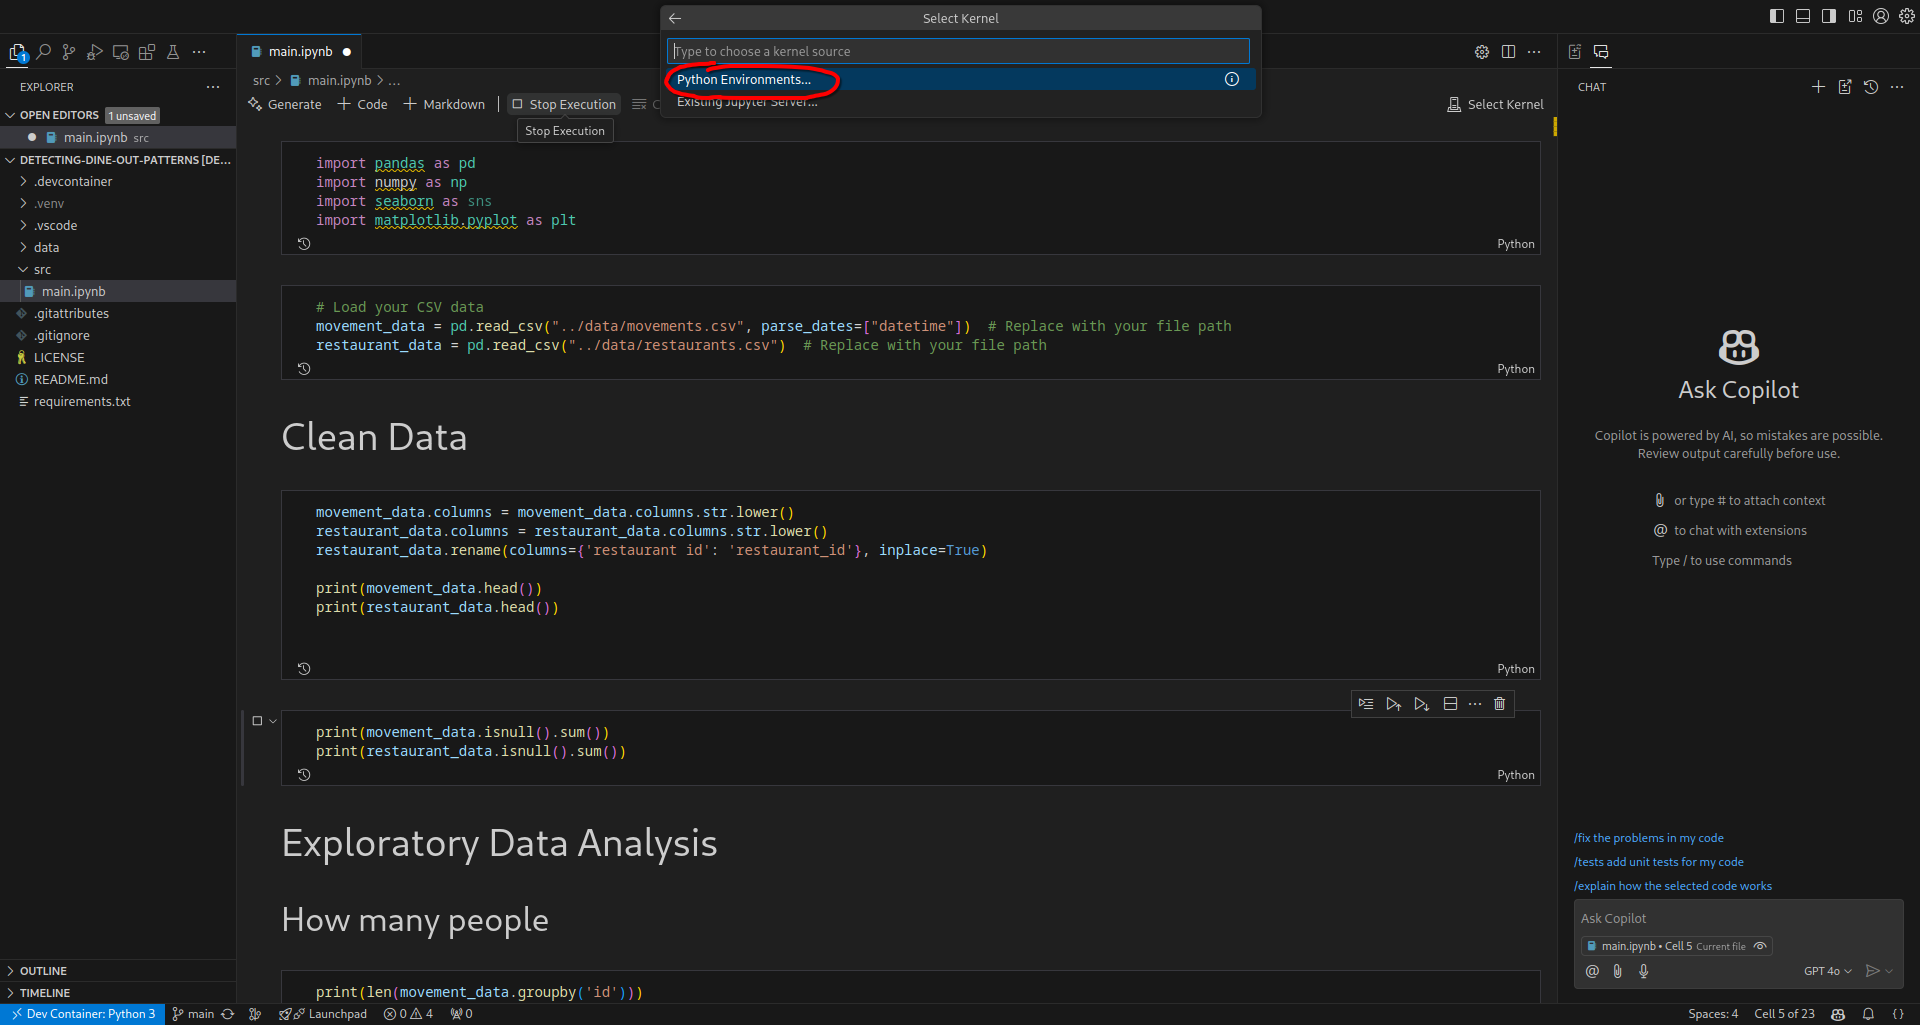 Select Kernel
Type to choose a kernel source
Python Environments...
Existing Jupyter Server...
1
main.ipynb
EXPLORER
OPEN EDITORS 1 unsaved
main.ipynb src
DETECTING-DINE-OUT-PATTERNS [DE...
.devcontainer
.venv
.vscode
data
src
main.ipynb
.gitattributes
.gitignore
LICENSE
README.md
requirements.txt
OUTLINE
TIMELINE
src > main.ipynb > ...
Generate + Code + Markdown | Stop Execution
Select Kernel
Stop Execution
import pandas as pd
import numpy as np
import seaborn as sns
import matplotlib.pyplot as plt
Python
# Load your CSV data
movement_data = pd.read_csv("../data/movements.csv", parse_dates=["datetime"])  # Replace with your file path
restaurant_data = pd.read_csv("../data/restaurants.csv")  # Replace with your file path
Python
Clean Data
movement_data.columns = movement_data.columns.str.lower()
restaurant_data.columns = restaurant_data.columns.str.lower()
restaurant_data.rename(columns={'restaurant id': 'restaurant_id'}, inplace=True)
print(movement_data.head())
print(restaurant_data.head())
Python
print(movement_data.isnull().sum())
print(restaurant_data.isnull().sum())
Python
Exploratory Data Analysis
How many people
print(len(movement_data.groupby('id')))
CHAT
Ask Copilot
Copilot is powered by AI, so mistakes are possible.
Review output carefully before use.
or type # to attach context
@ to chat with extensions
Type / to use commands
/fix the problems in my code
/tests add unit tests for my code
/explain how the selected code works
Ask Copilot
main.ipynb • Cell 5 Current file
@
GPT 4o
Dev Container: Python 3
main
Launchpad
0 4
0
Spaces: 4
Cell 5 of 23
{}